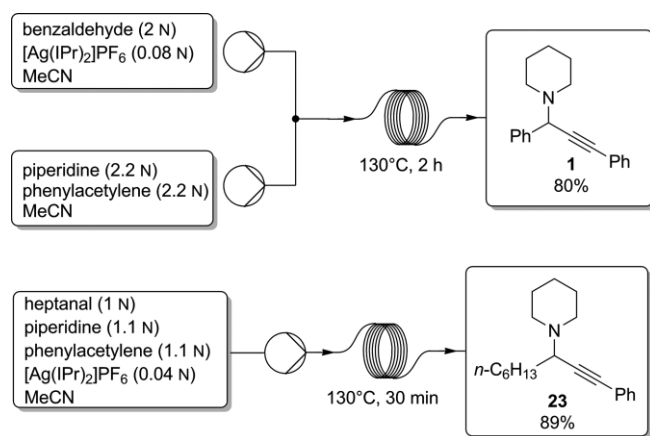 benzaldehyde (2 N)
[Ag(IPr)₂]PF₆ (0.08 N)
MeCN
piperidine (2.2 N)
phenylacetylene (2.2 N)
MeCN
130°C, 2 h
N
Ph
Ph
1
80%
heptanal (1 N)
piperidine (1.1 N)
phenylacetylene (1.1 N)
[Ag(IPr)₂]PF₆ (0.04 N)
MeCN
130°C, 30 min
N
n-C₆H₁₃
Ph
23
89%